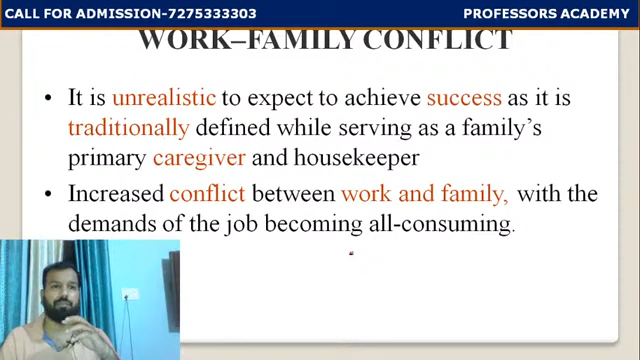 CALL FOR ADMISSION-7275333303 PROFESSORS ACADEMY
WORK–FAMILY CONFLICT
• It is unrealistic to expect to achieve success as it is
traditionally defined while serving as a family's
primary caregiver and housekeeper
• Increased conflict between work and family, with the
demands of the job becoming all-consuming.